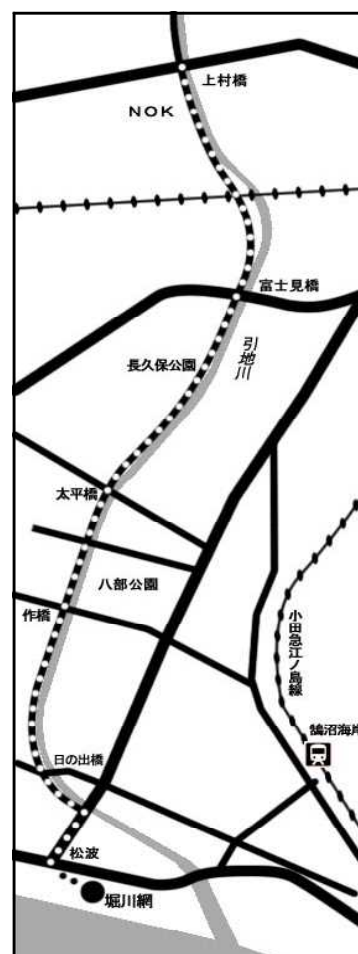 上村橋
NOK
富士見橋
引地川
長久保公園
太平橋
八部公園
作橋
小田急江ノ島線
鵠沼海岸
日の出橋
松波
堀川網